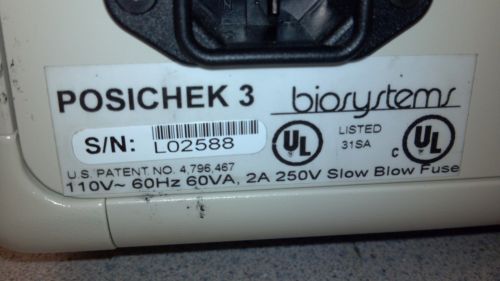 POSICHEK 3 biosystems
S/N: L02588
UL LISTED 31SA C UL
U.S. PATENT NO. 4,796,467
110V~ 60Hz 60VA, 2A 250V Slow Blow Fuse